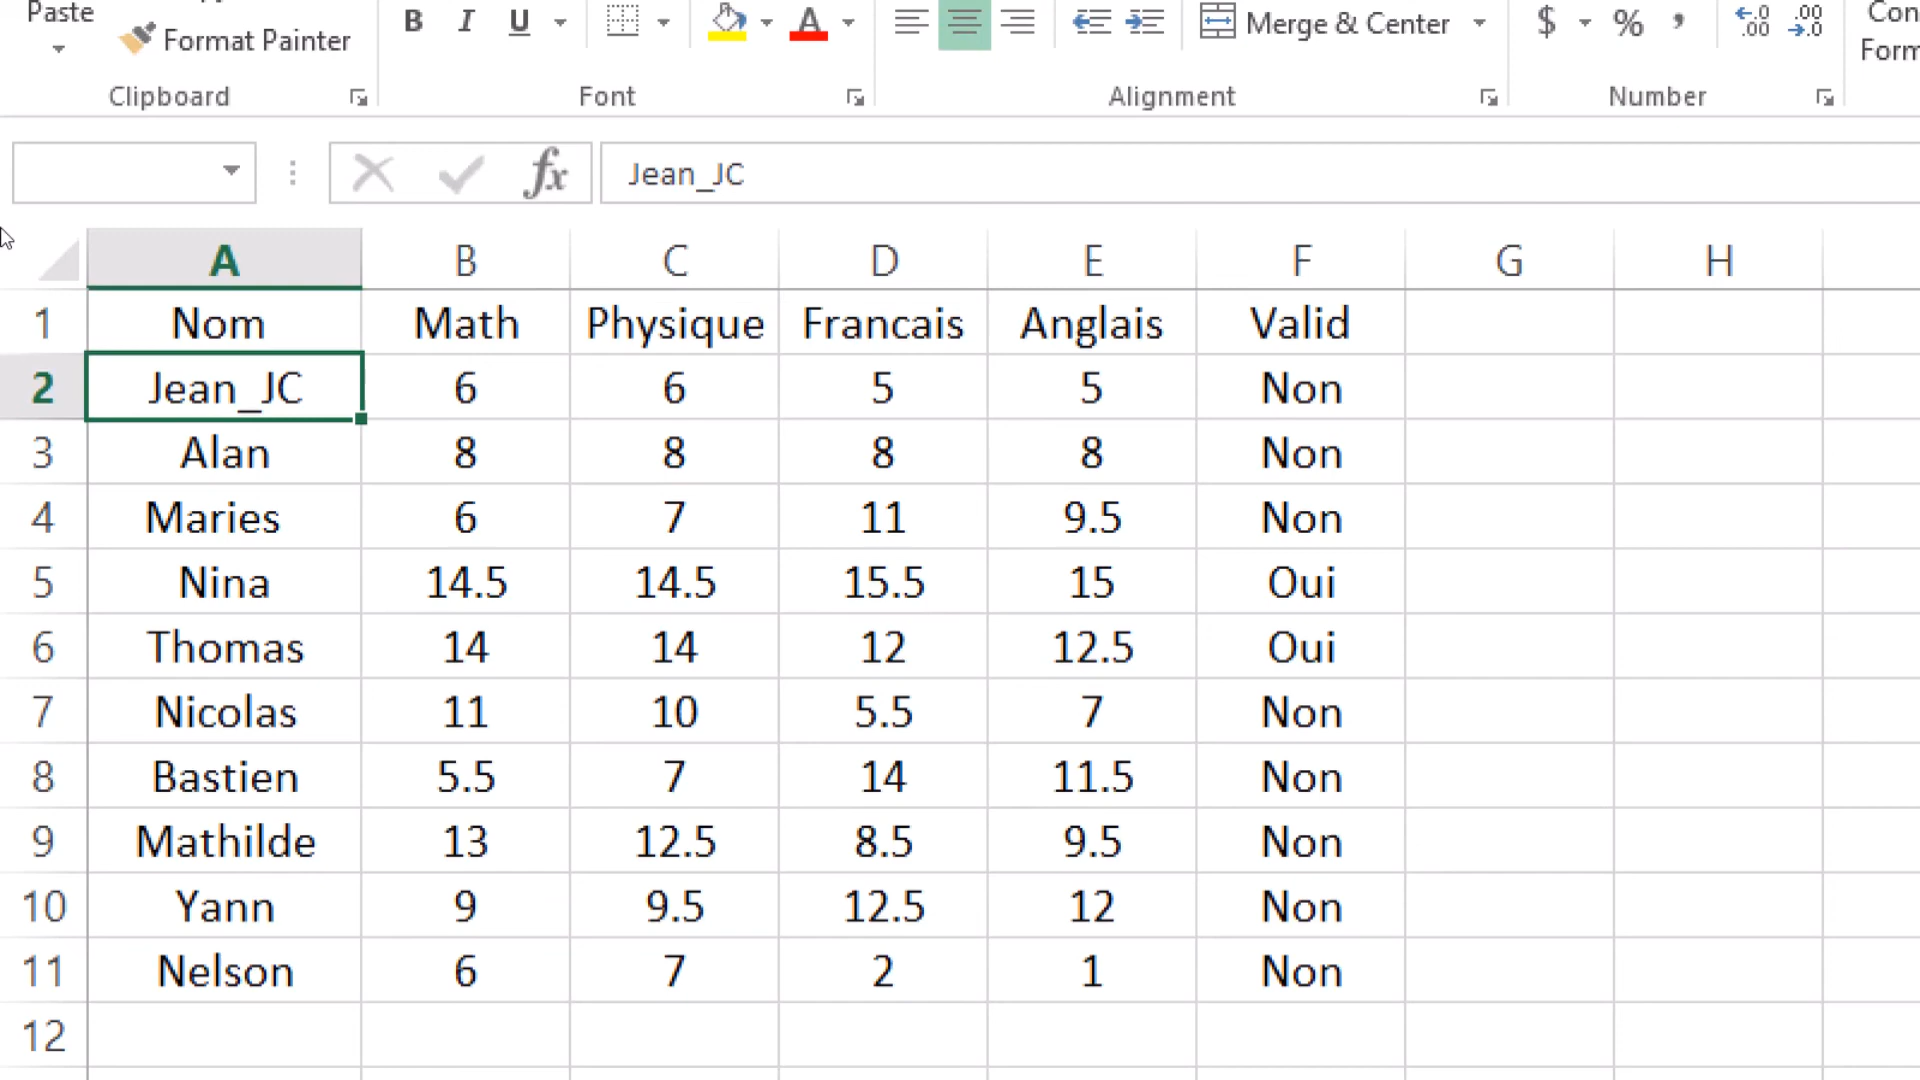 Paste
Format Painter
B I U A
Merge & Center
$ % ,
Clipboard Font Alignment Number
fx Jean_JC
A B C D E F G H
1 Nom Math Physique Francais Anglais Valid
2 Jean_JC 6 6 5 5 Non
3 Alan 8 8 8 8 Non
4 Maries 6 7 11 9.5 Non
5 Nina 14.5 14.5 15.5 15 Oui
6 Thomas 14 14 12 12.5 Oui
7 Nicolas 11 10 5.5 7 Non
8 Bastien 5.5 7 14 11.5 Non
9 Mathilde 13 12.5 8.5 9.5 Non
10 Yann 9 9.5 12.5 12 Non
11 Nelson 6 7 2 1 Non
12